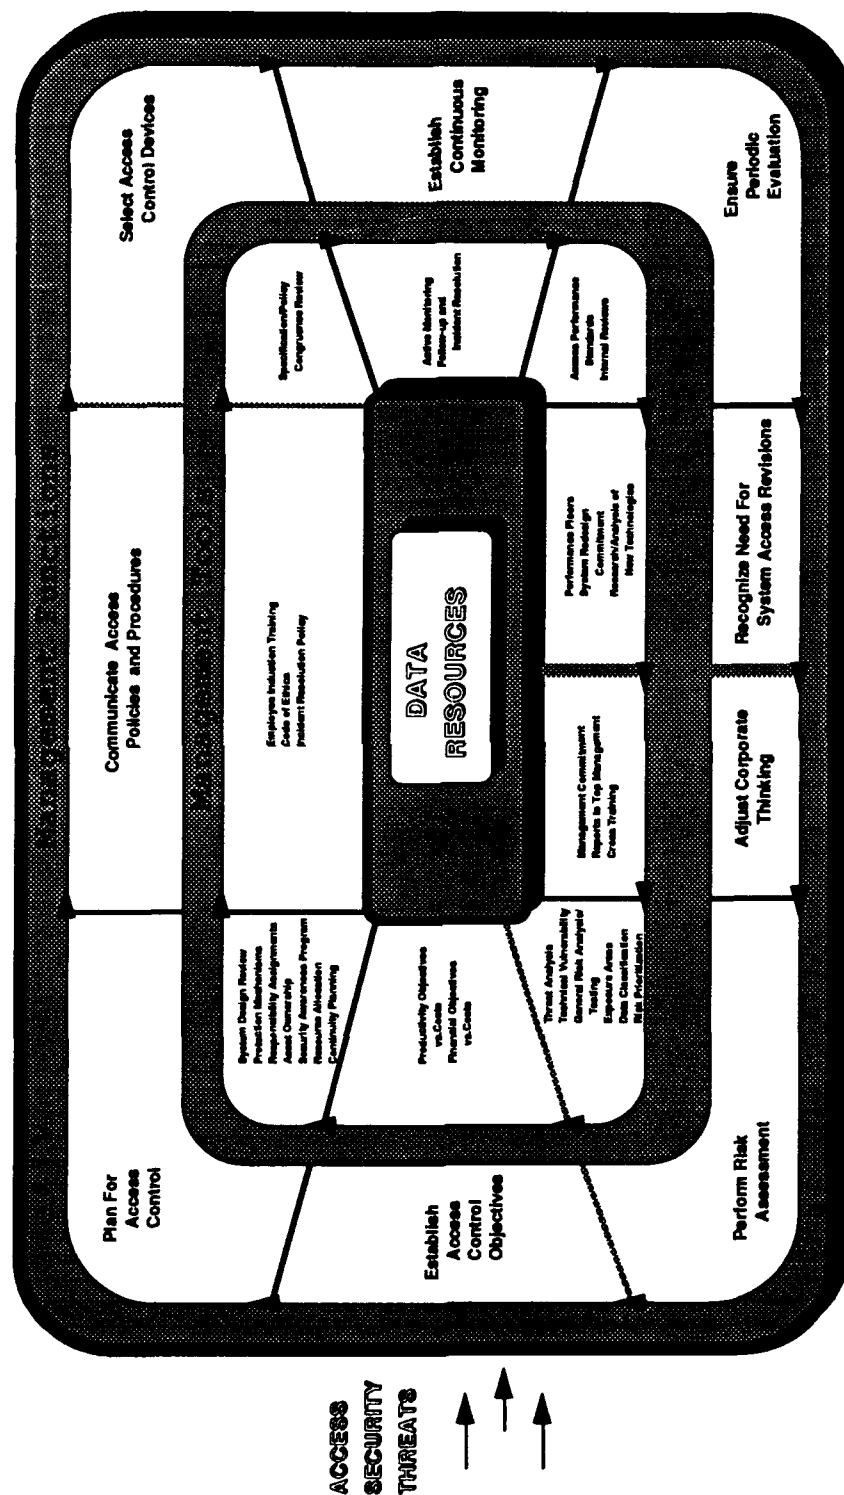 Management Functions
Plan For
Access
Control
Communicate Access
Policies and Procedures
Select Access
Control Devices
Management Tools
System Design Review
Protection Mechanisms
Responsibility Assignments
Asset Ownership
Security Awareness Program
Resource Allocation
Continuity Planning
Employee Induction Training
Code of Ethics
Incident Resolution Policy
Specification/Policy
Congruence Review
ACCESS
SECURITY
THREATS
Establish
Access
Control
Objectives
Productivity Objectives
vs. Costs
Financial Objectives
vs. Costs
DATA
RESOURCES
Active Monitoring
Follow-up and
Incident Resolution
Establish
Continuous
Monitoring
Threat Analysis
Technical Vulnerability
General Risk Analysis/
Testing
Exposure Areas
Data Classification
Risk Prioritization
Management Commitment
Reports to Top Management
Cross Training
Performance
System Redesign
Commitment
Research/Analysis of
New Technologies
Access Performance
Standards
Internal Reviews
Perform Risk
Assessment
Adjust Corporate
Thinking
Recognize Need For
System Access Revisions
Ensure
Periodic
Evaluation